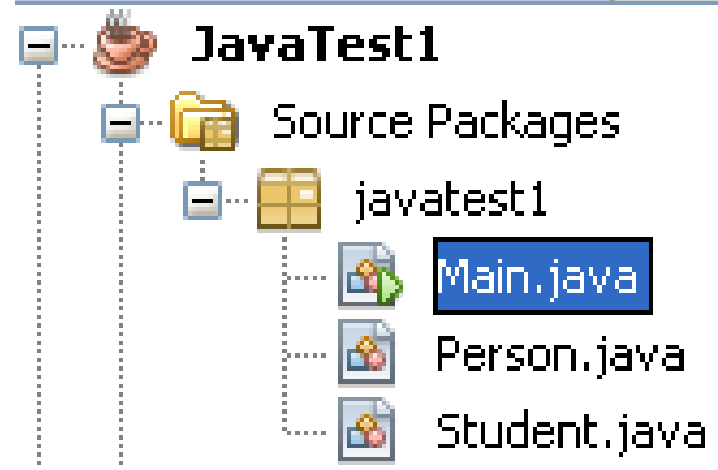 JavaTest1
Source Packages
javatest1
Main.java
Person.java
Student.java